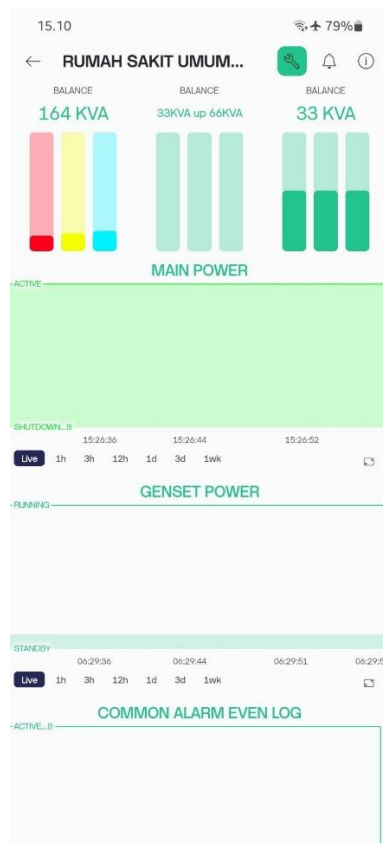 15.10
79%
RUMAH SAKIT UMUM...
BALANCE BALANCE BALANCE
164 KVA 33KVA up 66KVA 33 KVA
MAIN POWER
ACTIVE
SHUTDOWN...!!!
15:26:36 15:26:44 15:26:52
Live 1h 3h 12h 1d 3d 1wk
GENSET POWER
RUNNING
STANDBY
06:29:36 06:29:44 06:29:51 06:29:5
Live 1h 3h 12h 1d 3d 1wk
COMMON ALARM EVEN LOG
ACTIVE...!!!